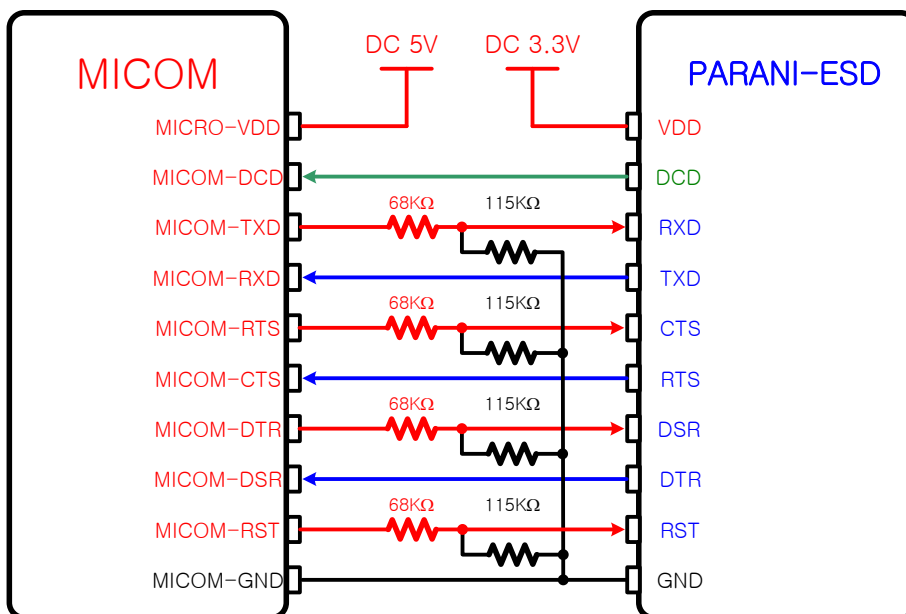 DC 5V DC 3.3V
MICOM PARANI-ESD
MICRO-VDD VDD
MICOM-DCD DCD
68KΩ 115KΩ
MICOM-TXD RXD
MICOM-RXD TXD
68KΩ 115KΩ
MICOM-RTS CTS
MICOM-CTS RTS
68KΩ 115KΩ
MICOM-DTR DSR
MICOM-DSR DTR
68KΩ 115KΩ
MICOM-RST RST
MICOM-GND GND